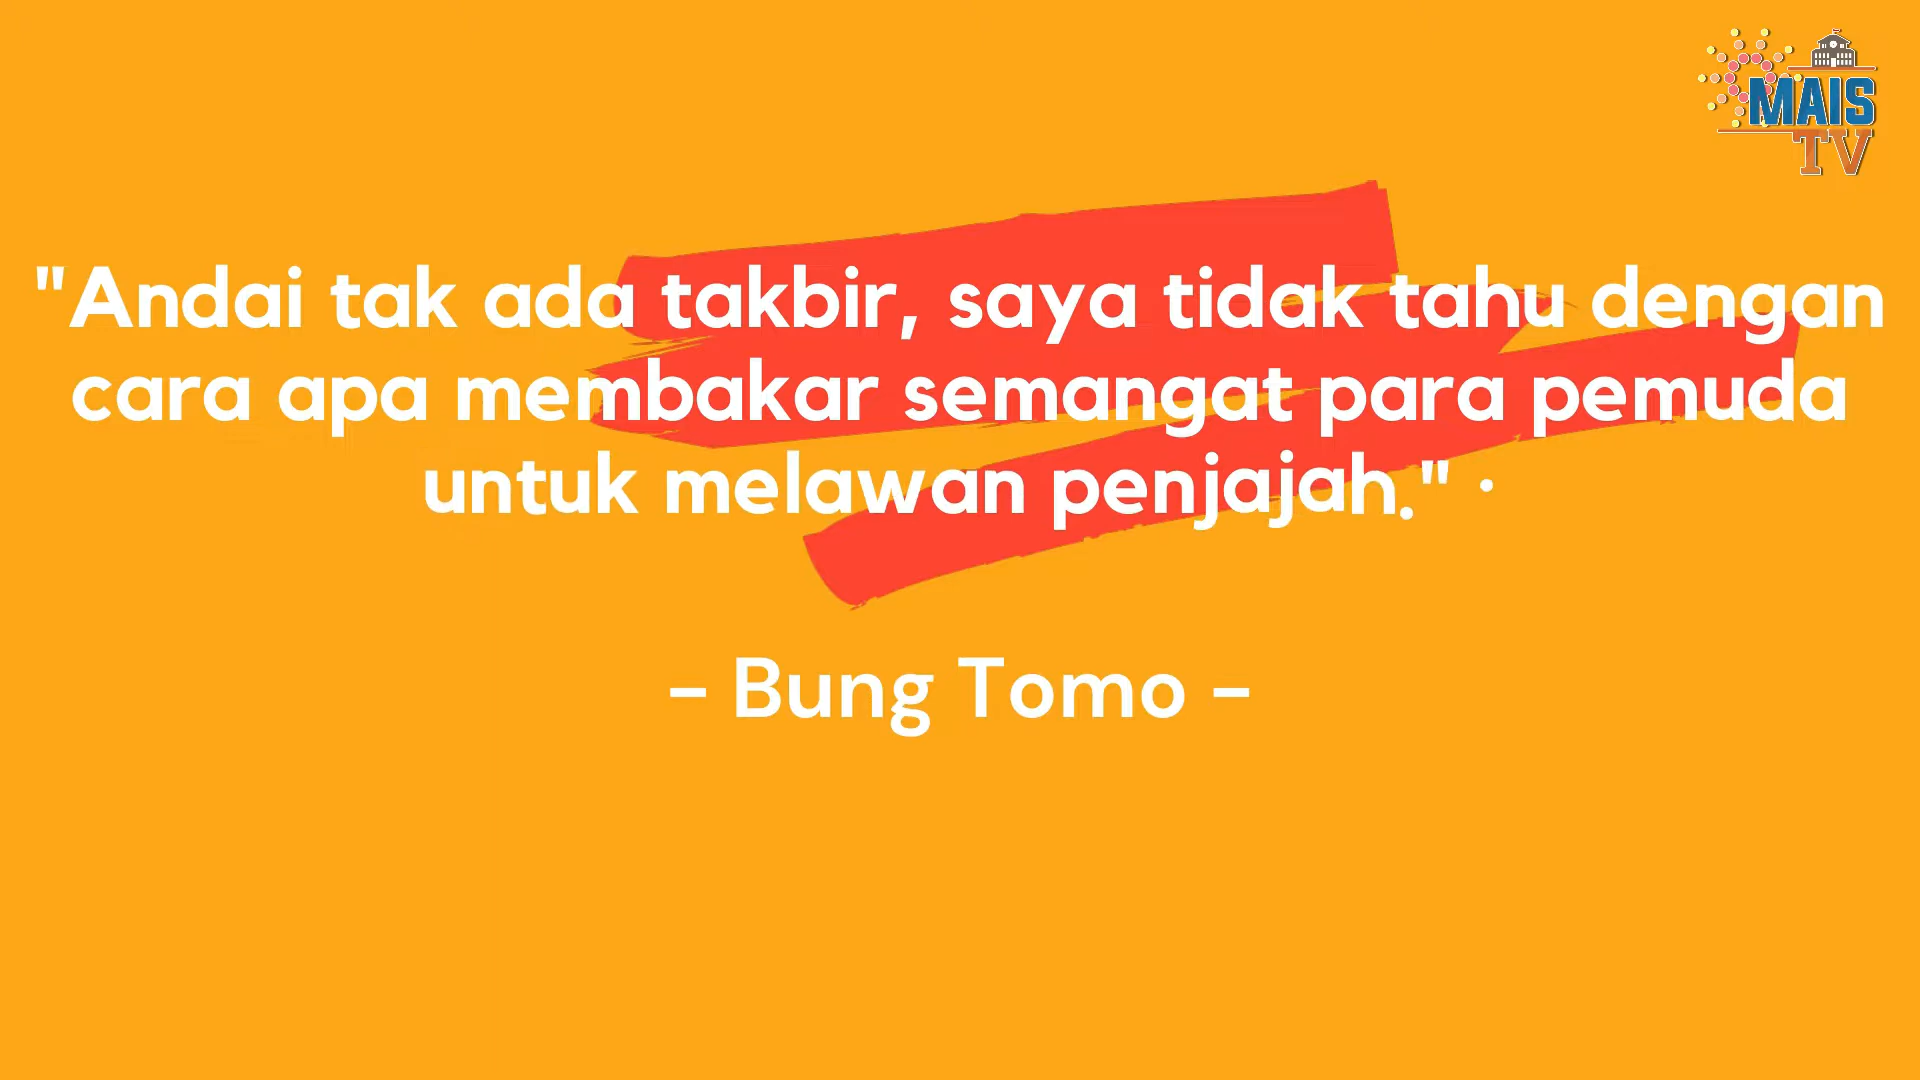 MAIS
TV
"Andai tak ada takbir, saya tidak tahu dengan
cara apa membakar semangat para pemuda
untuk melawan penjajah." •
- Bung Tomo -